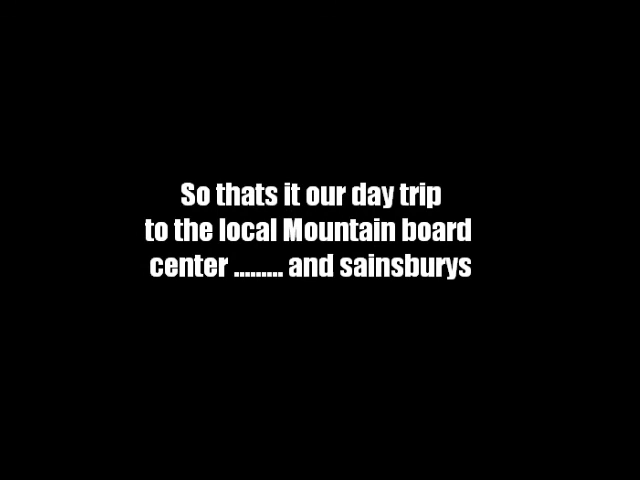 So thats it our day trip
to the local Mountain board
center ......... and sainsburys